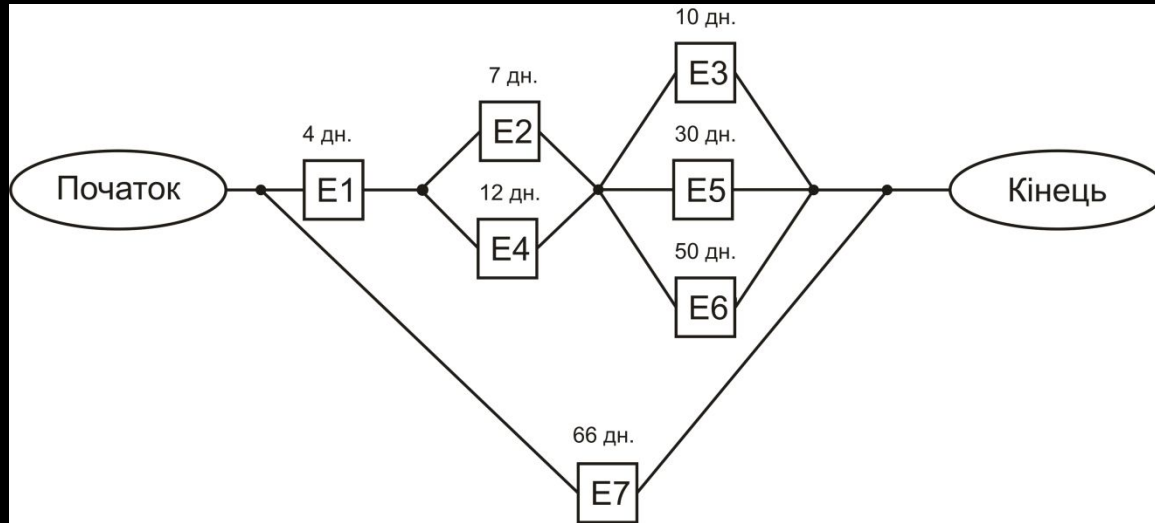 10 дн.
E3
7 дн.
E2
4 дн.
30 дн.
Початок
E1
E5
Кінець
12 дн.
E4
50 дн.
E6
66 дн.
E7